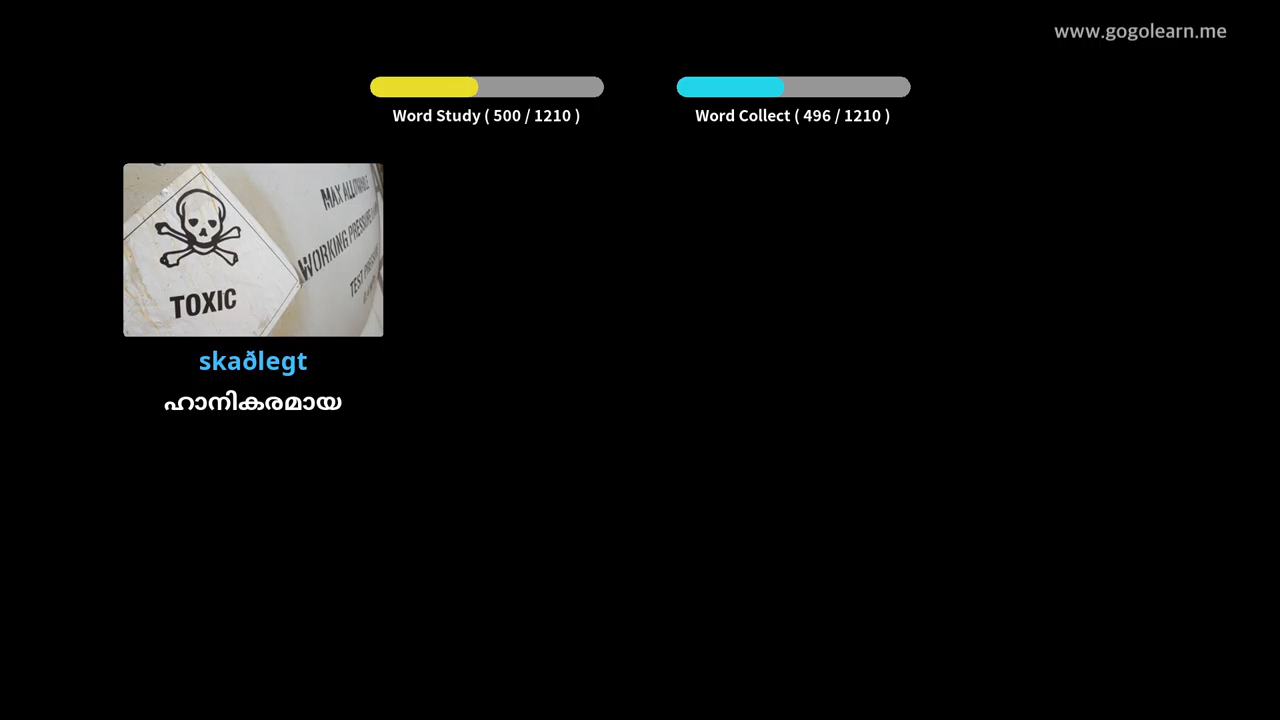 www.gogolearn.me
Word Study ( 500 / 1210 )
Word Collect ( 496 / 1210 )
MAX ALLOWABLE
WORKING PRESSURE
TEST
TOXIC
skaðlegt
ഹാനികരമായ